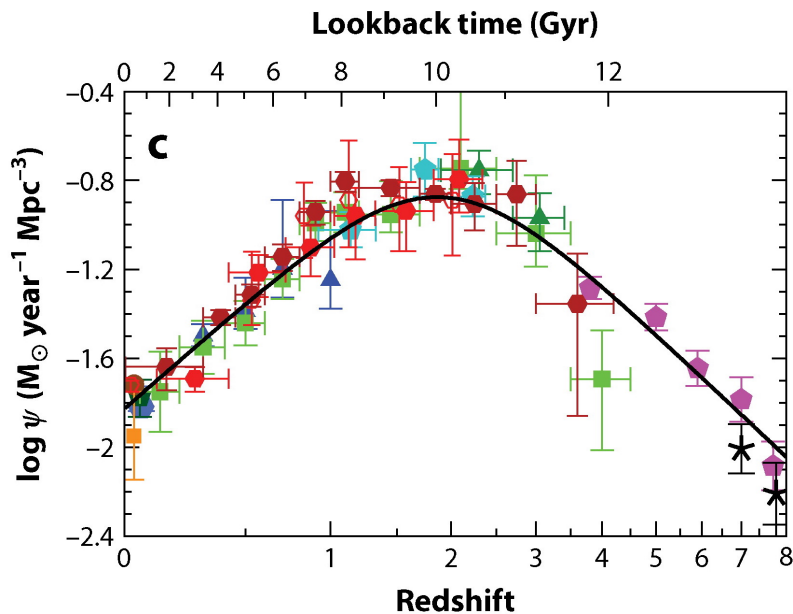 Lookback time (Gyr)
0 2 4 6 8 10 12
c
−0.4
−0.8
−1.2
−1.6
−2
−2.4
log ψ (M⊙ year⁻¹ Mpc⁻³)
0 1 2 3 4 5 6 7 8
Redshift